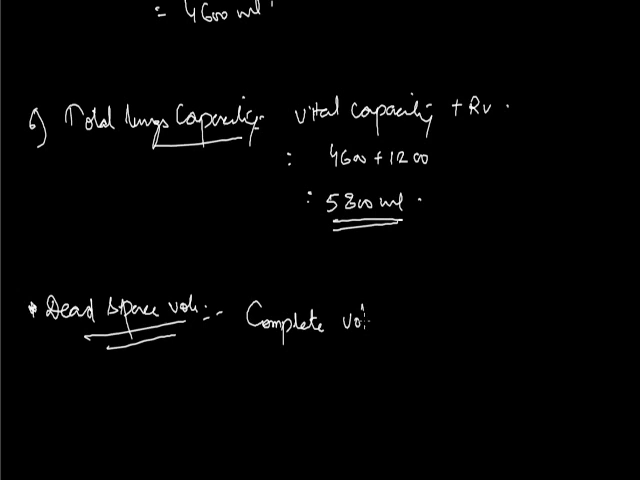 = 4600 ml.
6) Total lungs Capacity:- Vital capacity + RV.
: 4600 + 1200
: 5800 ml.
* Dead space vol:- Complete vol